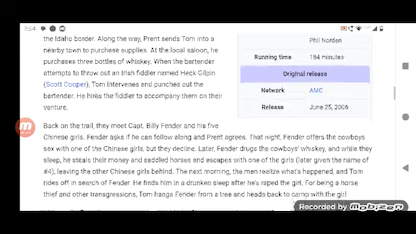 7:54
the Idaho border. Along the way, Prent sends Tom into
a nearby town to purchase supplies. At the local saloon, he
purchases three bottles of whiskey. When the bartender
attempts to throw out an Irish fiddler named Heck Gilpin
(Scott Cooper), Tom intervenes and punches out the
bartender. He hires the fiddler to accompany them on their
venture.
Phil Norden
Running time 184 minutes
Original release
Network AMC
Release June 25, 2006
Back on the trail, they meet Capt. Billy Fender and his five
Chinese girls. Fender asks if he can follow along and Prent agrees. That night, Fender offers the cowboys
sex with one of the Chinese girls, but they decline. Later, Fender drugs the cowboys' whiskey, and while they
sleep, he steals their money and saddled horses and escapes with one of the girls (later given the name of
#4), leaving the other Chinese girls behind. The next morning, the men realize what's happened, and Tom
rides off in search of Fender. He finds him in a drunken sleep after he's raped the girl. For being a horse
thief and other transgressions, Tom hangs Fender from a tree and heads back to camp with the girl
Recorded by
Mobizen